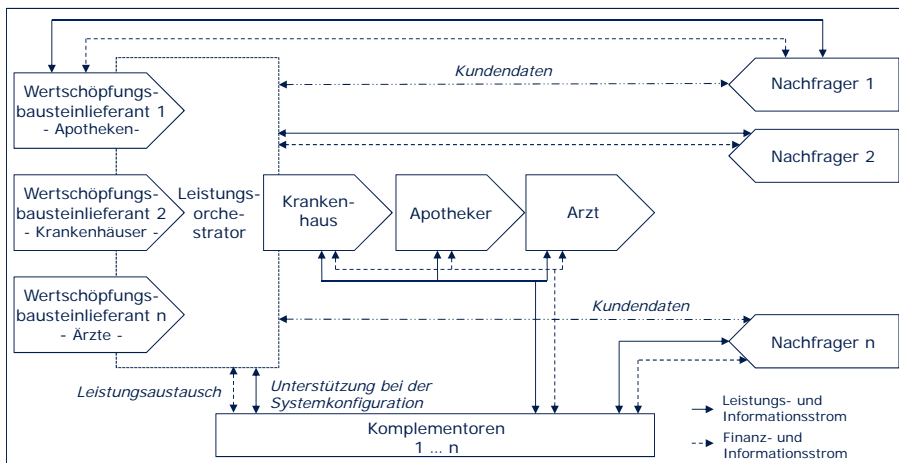 Kundendaten
Wertschöpfungs-
bausteinlieferant 1
- Apotheken-
Nachfrager 1
Nachfrager 2
Wertschöpfungs-
bausteinlieferant 2
- Krankenhäuser -
Leistungs-
orche-
strator
Kranken-
haus
Apotheker
Arzt
Wertschöpfungs-
bausteinlieferant n
- Ärzte -
Kundendaten
Nachfrager n
Leistungsaustausch
Unterstützung bei der
Systemkonfiguration
Komplementoren
1 ... n
Leistungs- und
Informationsstrom
Finanz- und
Informationsstrom